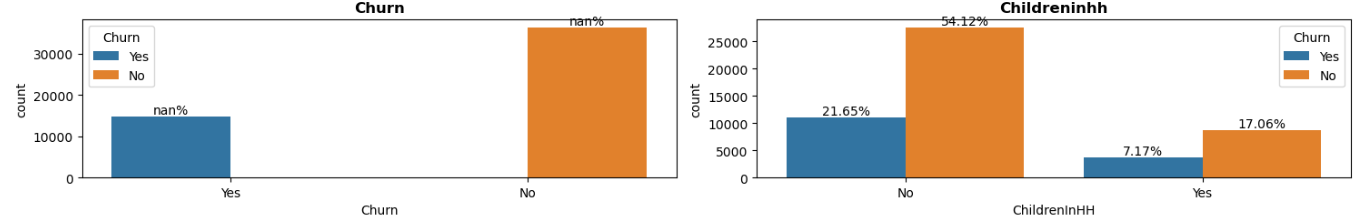 Churn
nan%
nan%
Churn
Yes
No
count
30000
20000
10000
0
Yes
No
Churn
Childreninhh
54.12%
21.65%
17.06%
7.17%
Churn
Yes
No
count
25000
20000
15000
10000
5000
0
No
Yes
ChildrenInHH